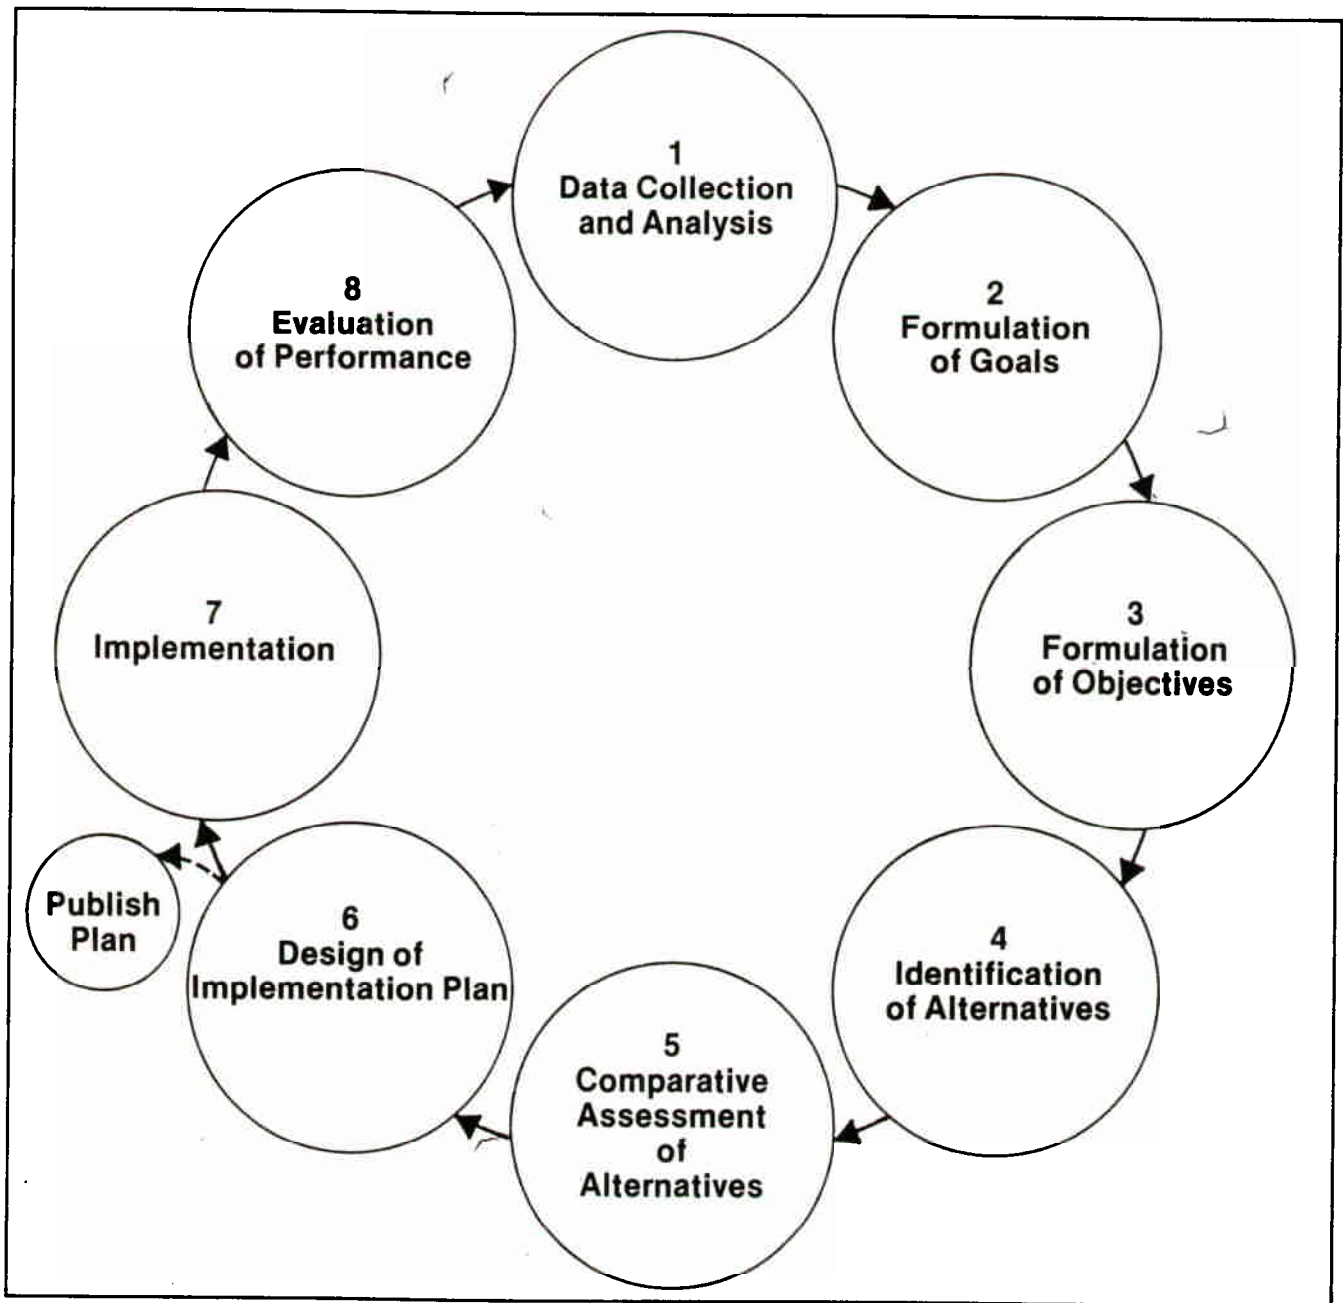 1
Data Collection
and Analysis
2
Formulation
of Goals
3
Formulation
of Objectives
4
Identification
of Alternatives
5
Comparative
Assessment
of
Alternatives
6
Design of
Implementation Plan
Publish
Plan
7
Implementation
8
Evaluation
of Performance